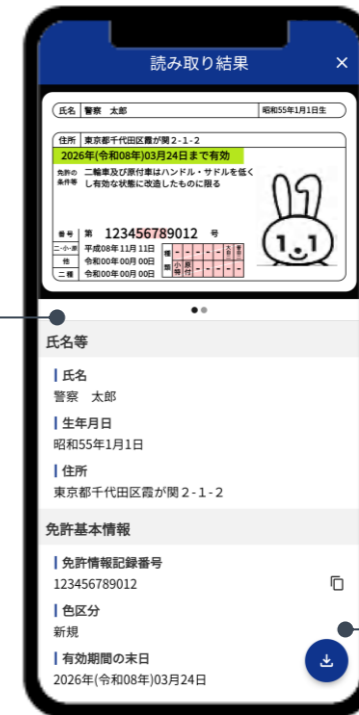 読み取り結果 ×
氏名 警察 太郎 昭和55年1月1日生
住所 東京都千代田区霞が関2-1-2
2026年(令和08年)03月24日まで有効
免許の条件等 二輪車及び原付車はハンドル・サドルを低く
し有効な状態に改造したものに限る
番号 第 123456789012 号
二・小・原 平成08年11月11日
他 令和00年00月00日
二種 令和00年00月00日
種類 - - - - - 小特 原付 - - - - -
氏名等
氏名
警察 太郎
生年月日
昭和55年1月1日
住所
東京都千代田区霞が関2-1-2
免許基本情報
免許情報記録番号
123456789012
色区分
新規
有効期間の末日
2026年(令和08年)03月24日